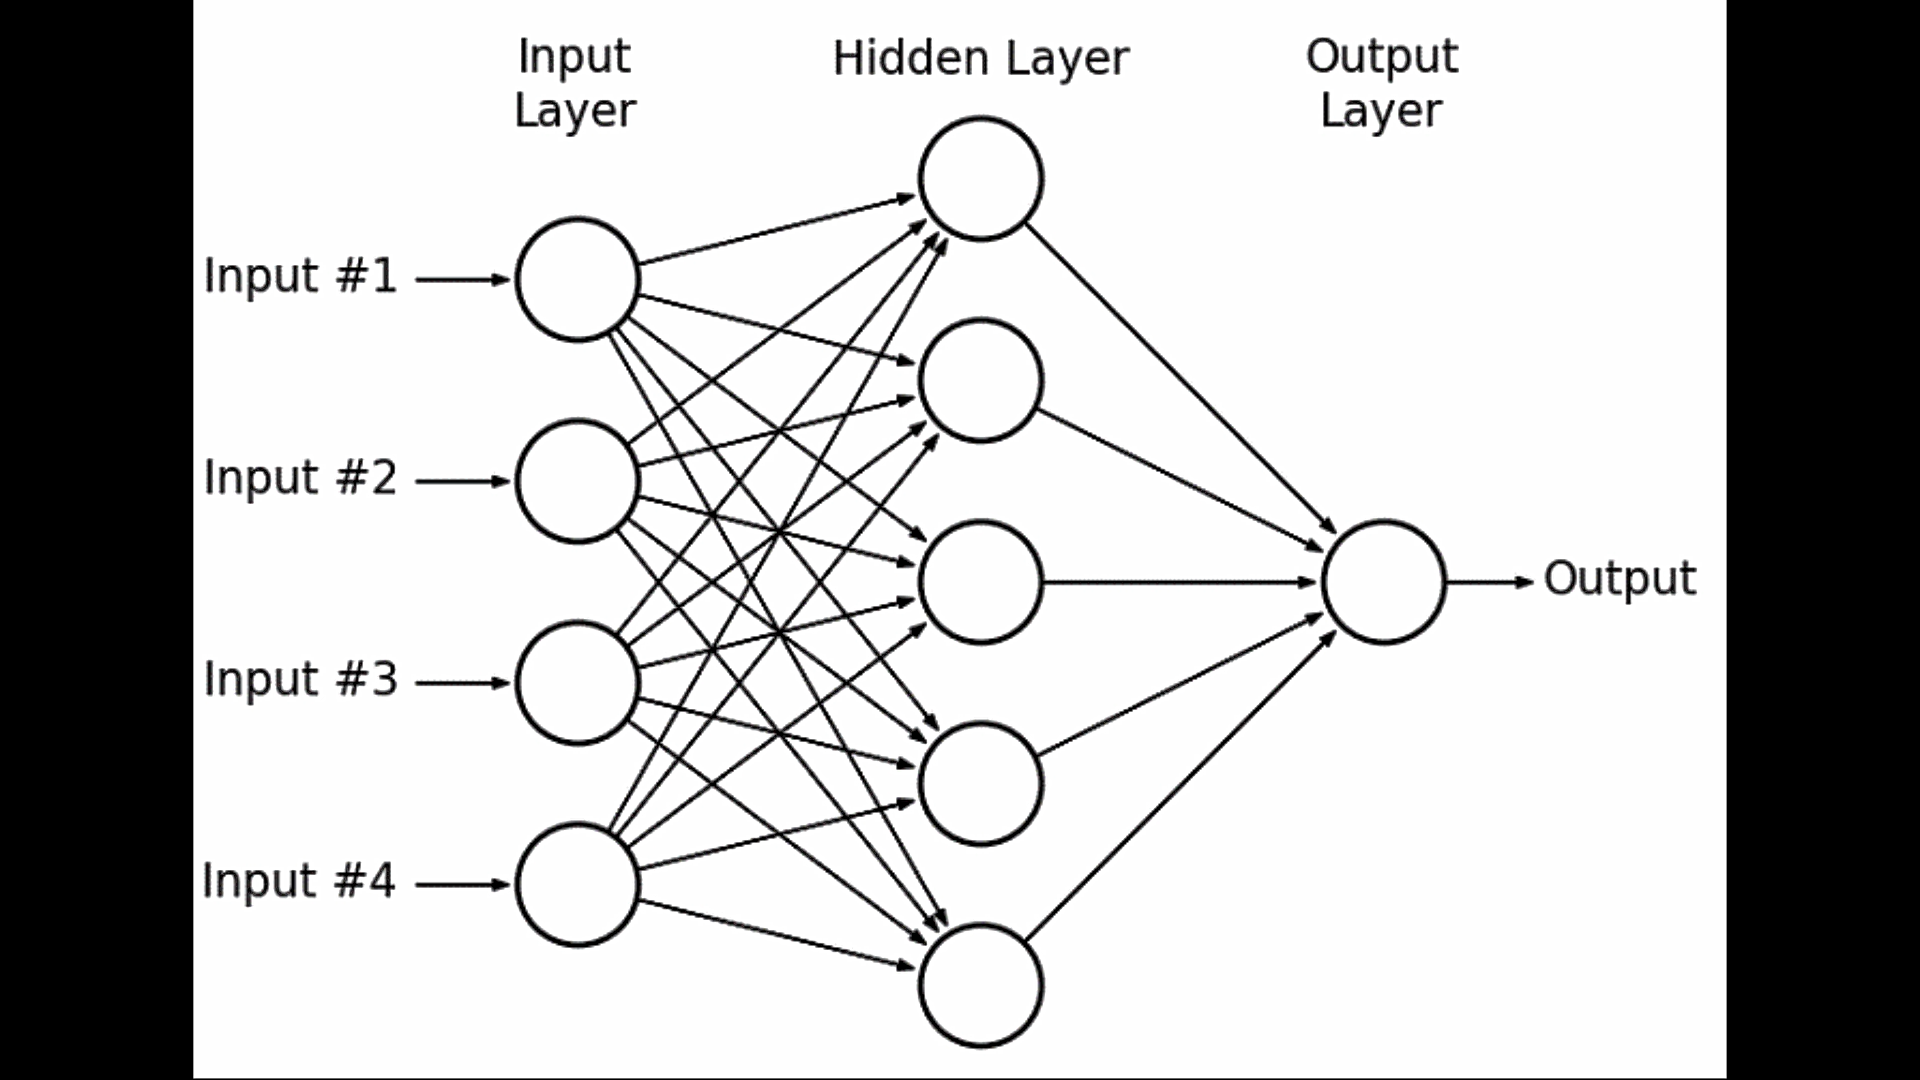 Input
Layer
Hidden Layer
Output
Layer
Input #1
Input #2
Input #3
Input #4
Output